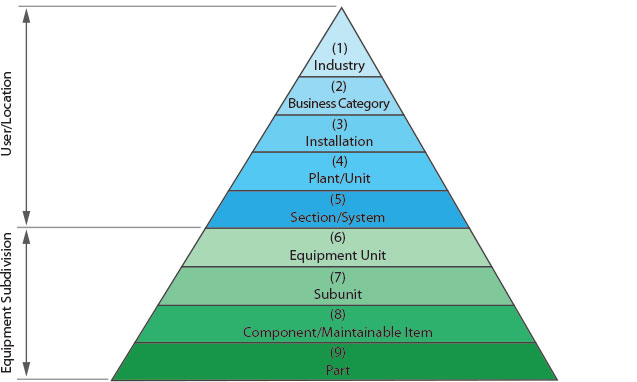 User/Location
Equipment Subdivision
(1)
Industry
(2)
Business Category
(3)
Installation
(4)
Plant/Unit
(5)
Section/System
(6)
Equipment Unit
(7)
Subunit
(8)
Component/Maintainable Item
(9)
Part